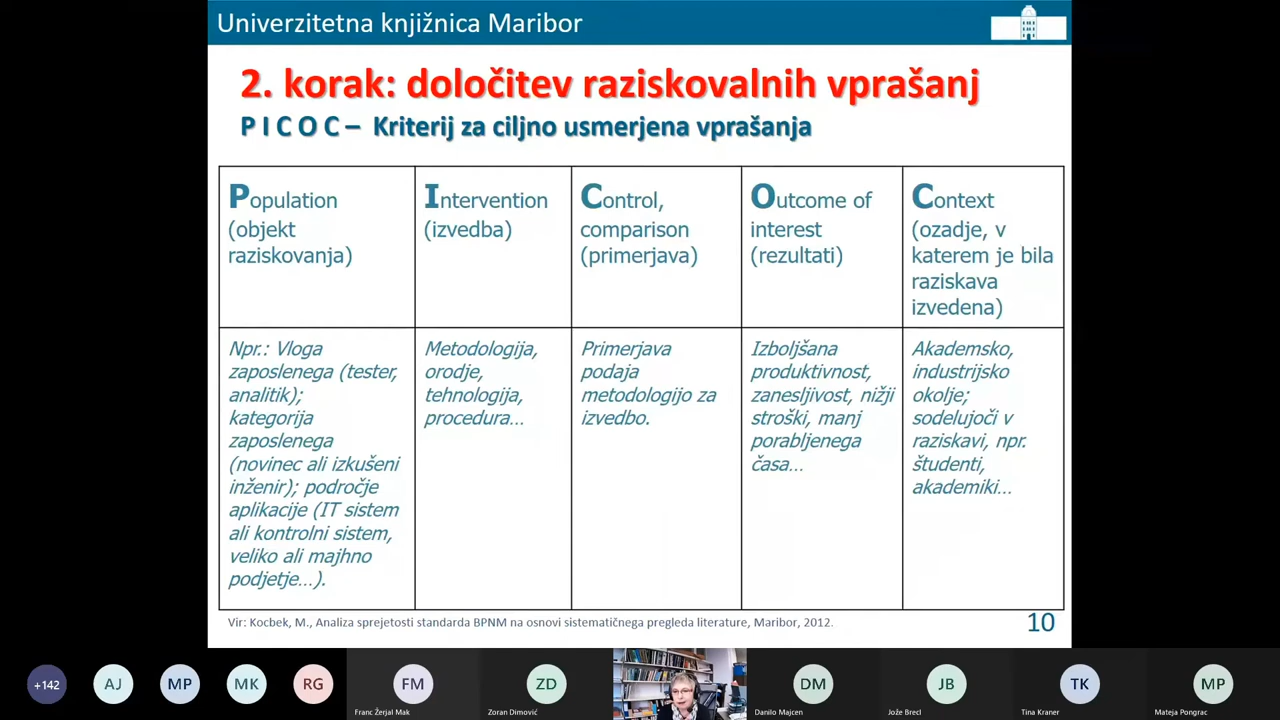 Univerzitetna knjižnica Maribor
2. korak: določitev raziskovalnih vprašanj
P I C O C – Kriterij za ciljno usmerjena vprašanja
Population
(objekt
raziskovanja)
Intervention
(izvedba)
Control,
comparison
(primerjava)
Outcome of
interest
(rezultati)
Context
(ozadje, v
katerem je bila
raziskava
izvedena)
Npr.: Vloga
zaposlenega (tester,
analitik);
kategorija
zaposlenega
(novinec ali izkušeni
inženir); področje
aplikacije (IT sistem
ali kontrolni sistem,
veliko ali majhno
podjetje…).
Metodologija,
orodje,
tehnologija,
procedura…
Primerjava
podaja
metodologijo za
izvedbo.
Izboljšana
produktivnost,
zanesljivost, nižji
stroški, manj
porabljenega
časa…
Akademsko,
industrijsko
okolje;
sodelujoči v
raziskavi, npr.
študenti,
akademiki…
Vir: Kocbek, M., Analiza sprejetosti standarda BPNM na osnovi sistematičnega pregleda literature, Maribor, 2012.
10
+142
AJ
MP
MK
RG
FM
Franc Žerjal Mak
ZD
Zoran Dimović
DM
Danilo Majcen
JB
Jože Brecl
TK
Tina Kraner
MP
Mateja Pongrac